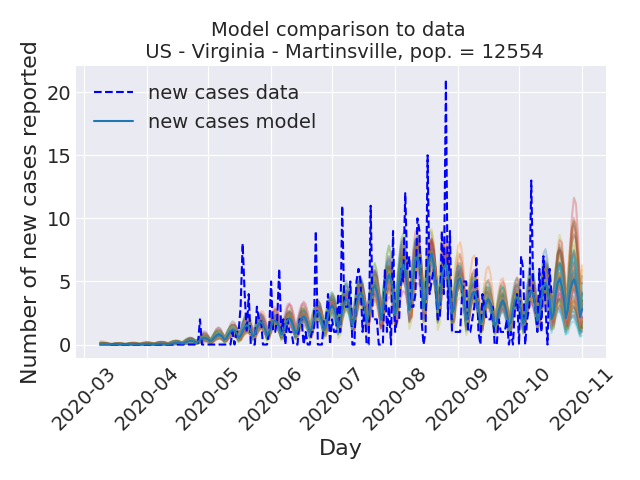 Model comparison to data
US - Virginia - Martinsville, pop. = 12554
new cases data
new cases model
Number of new cases reported
20
15
10
5
0
2020-03
2020-04
2020-05
2020-06
2020-07
2020-08
2020-09
2020-10
2020-11
Day